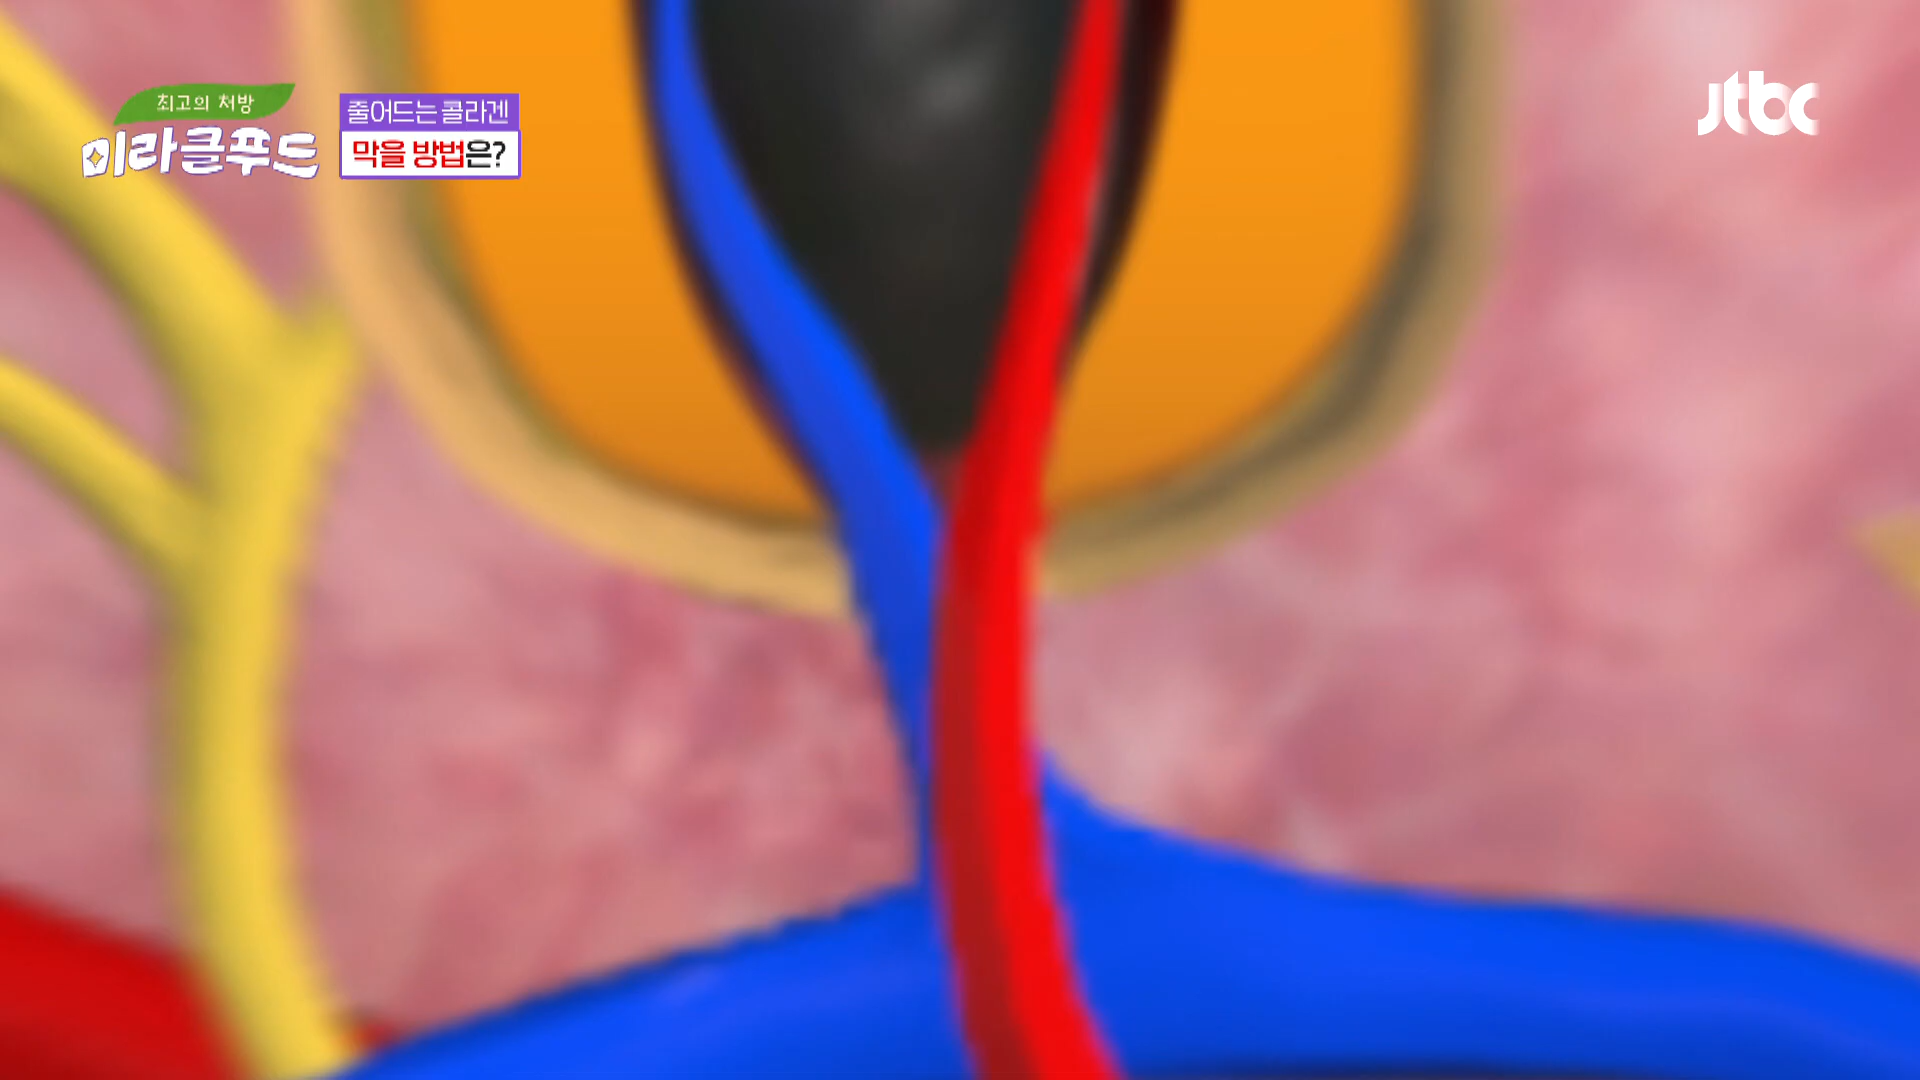 최고의 처방
미라클푸드
줄어드는 콜라겐
막을 방법은?
jtbc